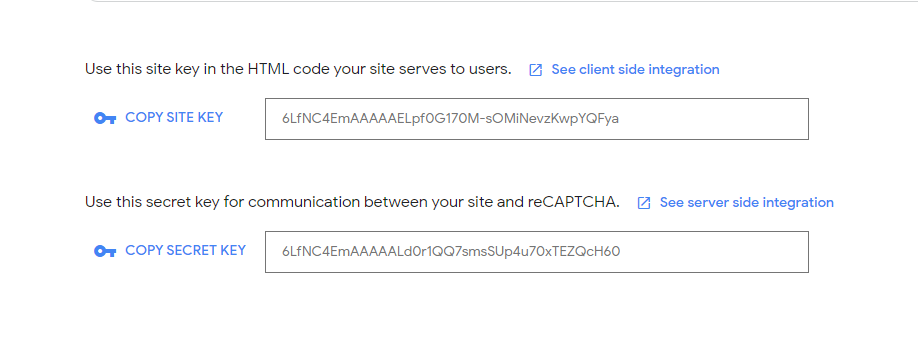 Use this site key in the HTML code your site serves to users. See client side integration
COPY SITE KEY 6LfNC4EmAAAAAELpf0G170M-sOMiNevzKwpYQFya
Use this secret key for communication between your site and reCAPTCHA. See server side integration
COPY SECRET KEY 6LfNC4EmAAAAALd0r1QQ7smsSUp4u70xTEZQcH60